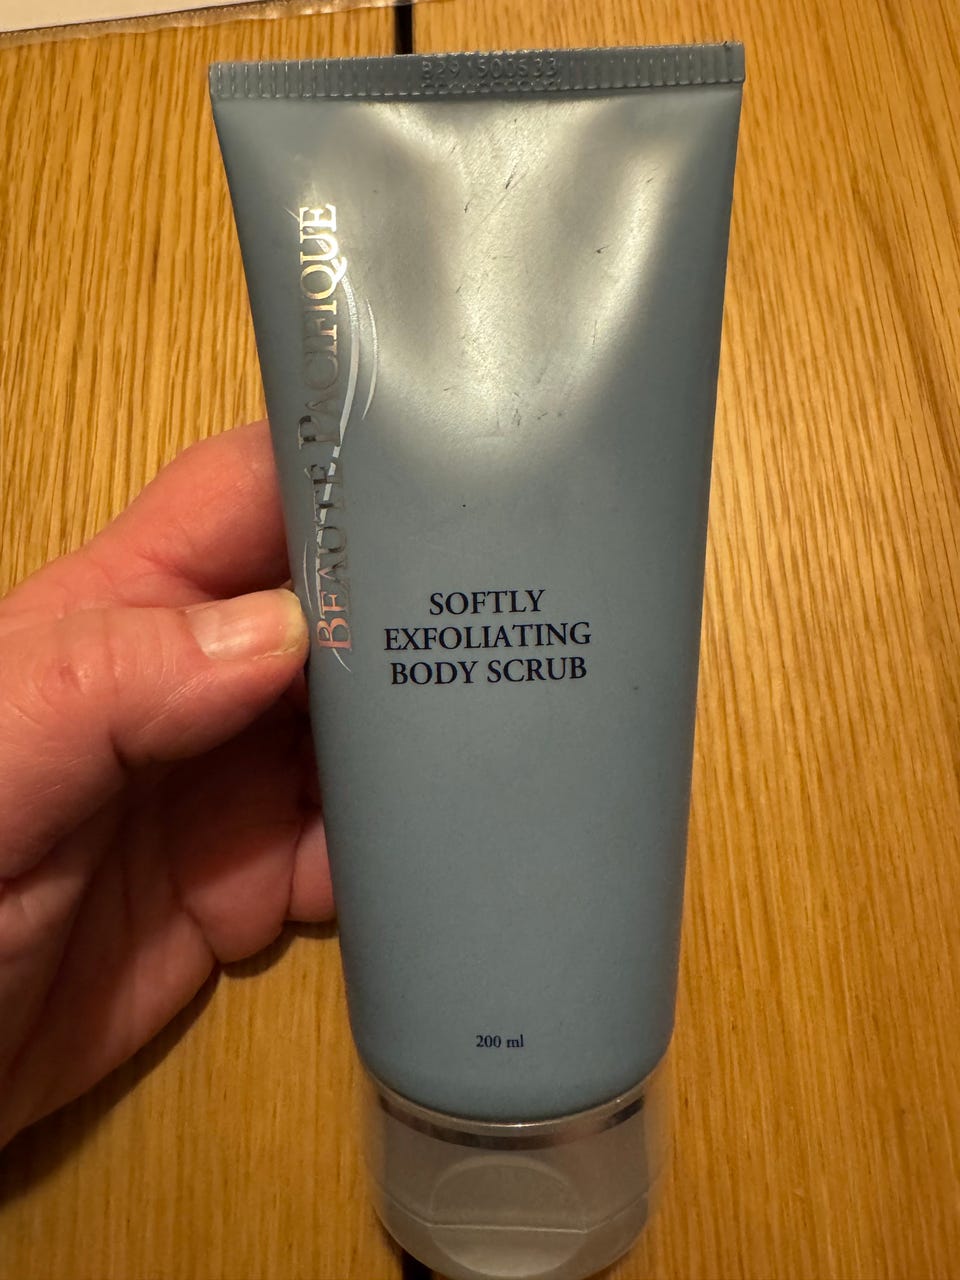 BEAUTÉ PACIFIQUE
SOFTLY
EXFOLIATING
BODY SCRUB
200 ml